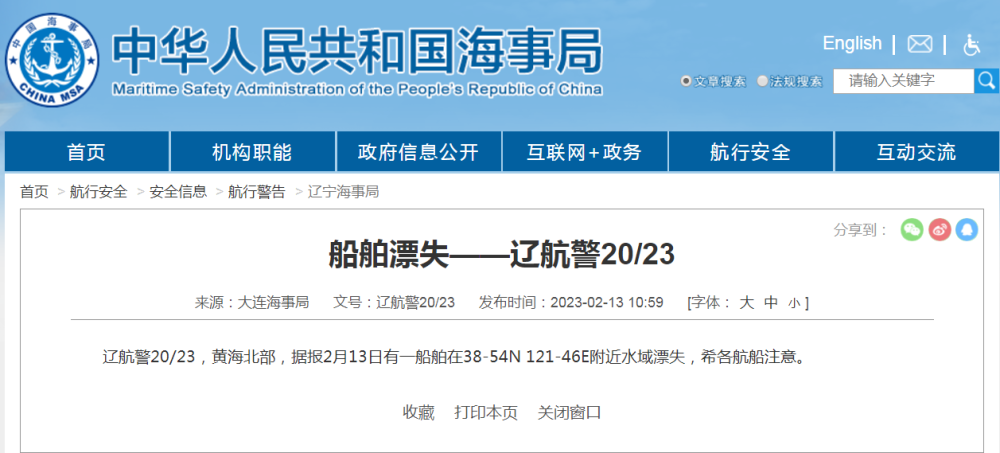 中国海事局
CHINA MSA
中华人民共和国海事局
Maritime Safety Administration of the People's Republic of China
English | |
文章搜索 法规搜索 请输入关键字
首页 机构职能 政府信息公开 互联网+政务 航行安全 互动交流
首页 > 航行安全 > 安全信息 > 航行警告 > 辽宁海事局
分享到：
船舶漂失——辽航警20/23
来源：大连海事局 文号：辽航警20/23 发布时间：2023-02-13 10:59 [字体： 大 中 小 ]
辽航警20/23，黄海北部，据报2月13日有一船舶在38-54N 121-46E附近水域漂失，希各航船注意。
收藏 打印本页 关闭窗口